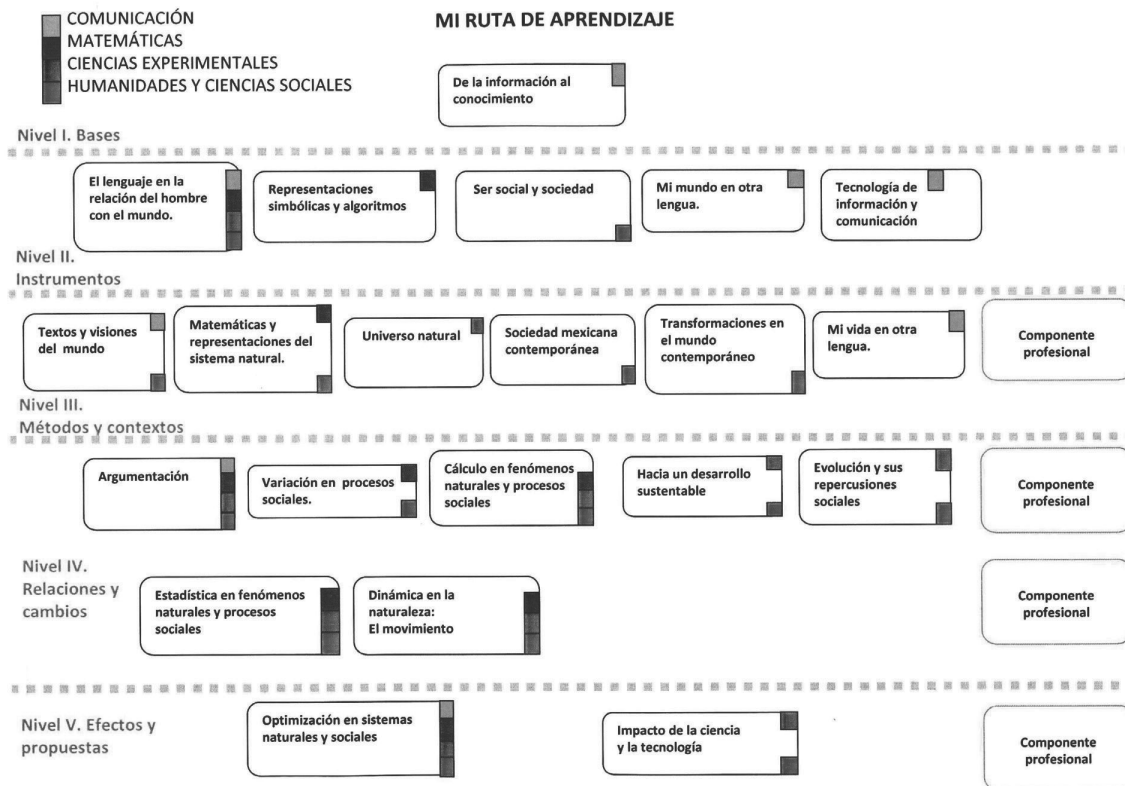 COMUNICACIÓN
MATEMÁTICAS
CIENCIAS EXPERIMENTALES
HUMANIDADES Y CIENCIAS SOCIALES
MI RUTA DE APRENDIZAJE
De la información al
conocimiento
Nivel I. Bases
El lenguaje en la
relación del hombre
con el mundo.
Representaciones
simbólicas y algoritmos
Ser social y sociedad
Mi mundo en otra
lengua.
Tecnología de
información y
comunicación
Nivel II.
Instrumentos
Textos y visiones
del mundo
Matemáticas y
representaciones del
sistema natural.
Universo natural
Sociedad mexicana
contemporánea
Transformaciones en
el mundo
contemporáneo
Mi vida en otra
lengua.
Componente
profesional
Nivel III.
Métodos y contextos
Argumentación
Variación en procesos
sociales.
Cálculo en fenómenos
naturales y procesos
sociales
Hacia un desarrollo
sustentable
Evolución y sus
repercusiones
sociales
Componente
profesional
Nivel IV.
Relaciones y
cambios
Estadística en fenómenos
naturales y procesos
sociales
Dinámica en la
naturaleza:
El movimiento
Componente
profesional
Nivel V. Efectos y
propuestas
Optimización en sistemas
naturales y sociales
Impacto de la ciencia
y la tecnología
Componente
profesional